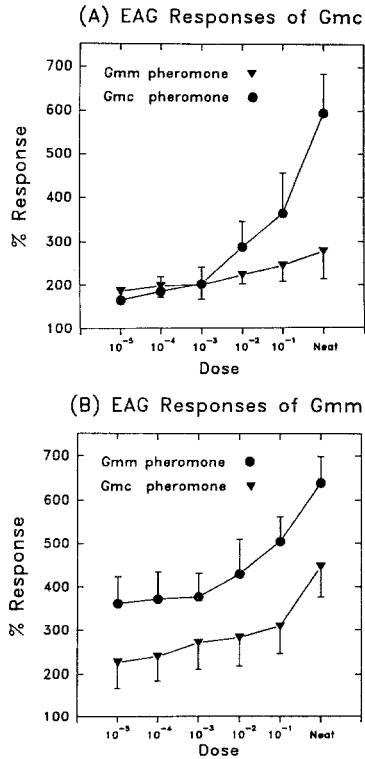 (A) EAG Responses of Gmc
700
600
500
400
300
200
100
% Response
Gmm pheromone
Gmc pheromone
10⁻⁵ 10⁻⁴ 10⁻³ 10⁻² 10⁻¹ Neat
Dose
(B) EAG Responses of Gmm
700
600
500
400
300
200
100
% Response
Gmm pheromone
Gmc pheromone
10⁻⁵ 10⁻⁴ 10⁻³ 10⁻² 10⁻¹ Neat
Dose